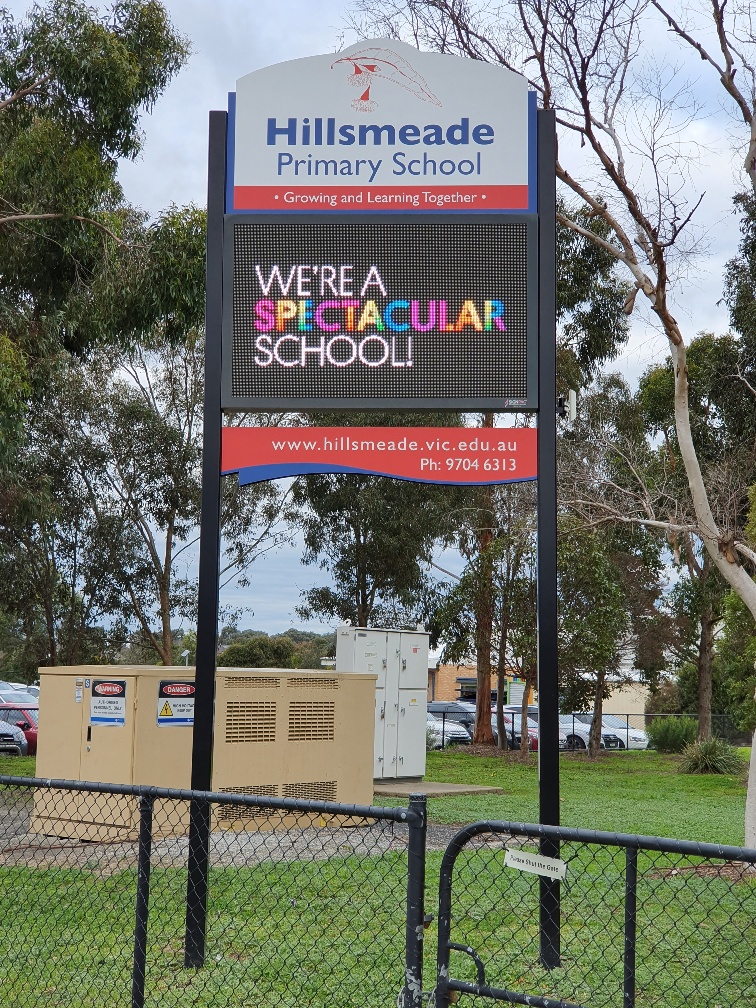 Hillsmeade
Primary School
• Growing and Learning Together •
WE'RE A
SPECTACULAR
SCHOOL!
www.hillsmeade.vic.edu.au
Ph: 9704 6313
WARNING
DANGER
Please Shut the Gate